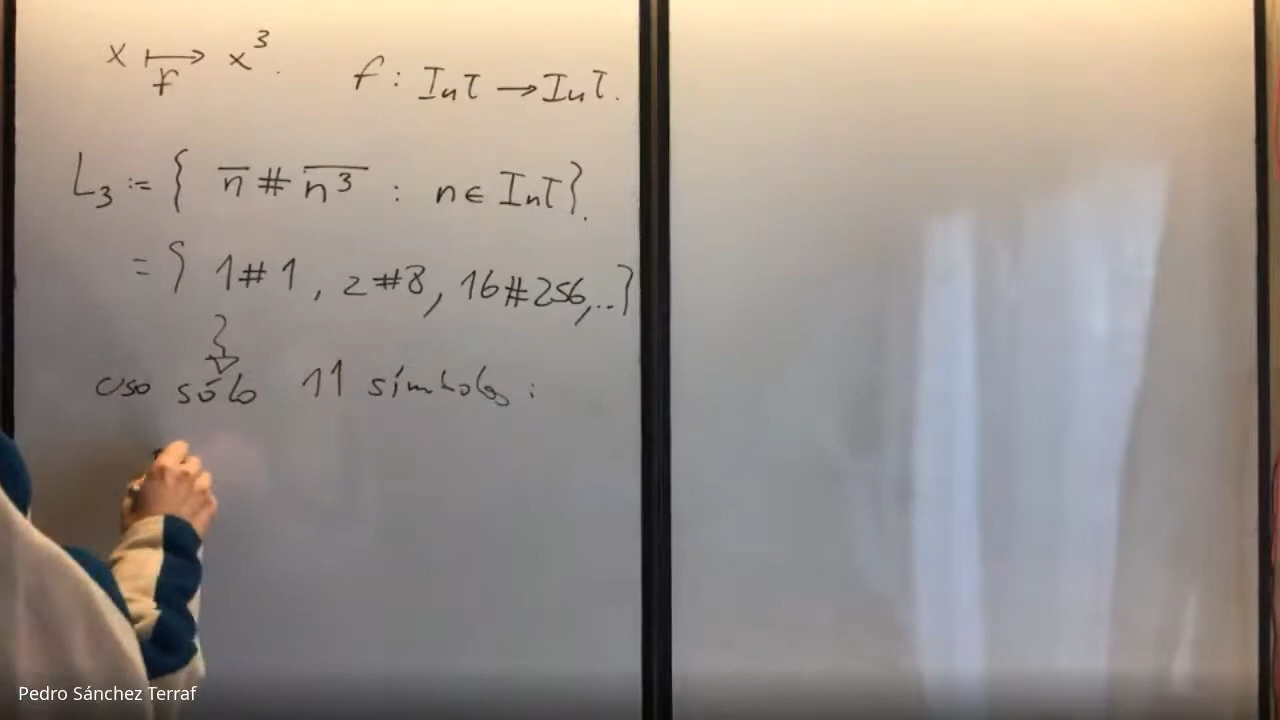 x ↦ x³.
f
f : Int → Int.
L₃ := { n̅ # n̅³̅ : n ∈ Int }.
= { 1#1, 2#8, 16#256,..}
uso sólo 11 símbolos :
Pedro Sánchez Terraf